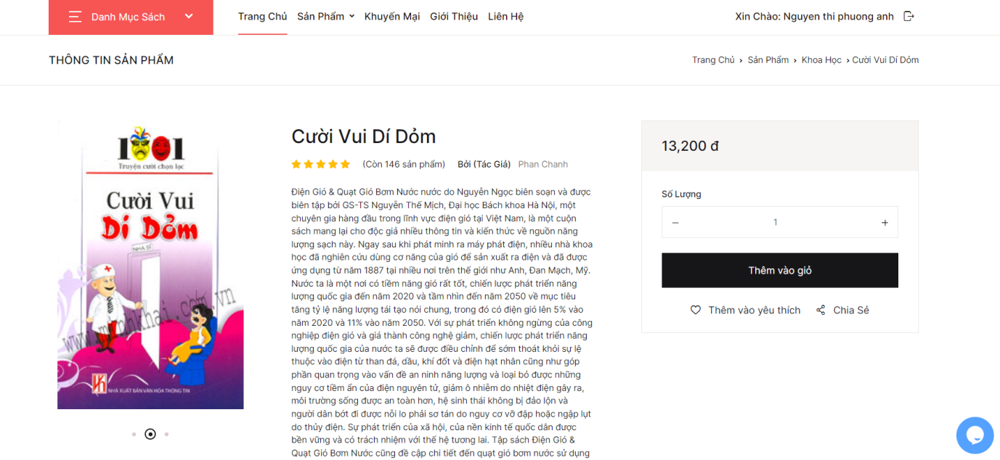 Danh Mục Sách
Trang Chủ Sản Phẩm Khuyến Mại Giới Thiệu Liên Hệ
Xin Chào: Nguyen thi phuong anh
THÔNG TIN SẢN PHẨM
Trang Chủ › Sản Phẩm › Khoa Học › Cười Vui Dí Dỏm
1001
Truyện cười chọn lọc
Cười Vui
Dí Dỏm
NHA SĨ
www.minhkhai.com.vn
NHÀ XUẤT BẢN VĂN HÓA THÔNG TIN
Cười Vui Dí Dỏm
(Còn 146 sản phẩm) Bởi (Tác Giả) Phan Chanh
Điện Gió & Quạt Gió Bơm Nước nước do Nguyễn Ngọc biên soạn và được
biên tập bởi GS-TS Nguyễn Thế Mịch, Đại học Bách khoa Hà Nội, một
chuyên gia hàng đầu trong lĩnh vực điện gió tại Việt Nam, là một cuộn
sách mang lại cho độc giả nhiều thông tin và kiến thức về nguồn năng
lượng sạch này. Ngay sau khi phát minh ra máy phát điện, nhiều nhà khoa
học đã nghiên cứu dùng cơ năng của gió để sản xuất ra điện và đã được
ứng dụng từ năm 1887 tại nhiều nơi trên thế giới như Anh, Đan Mạch, Mỹ.
Nước ta là một nơi có tiềm năng gió rất tốt, chiến lược phát triển năng
lượng quốc gia đến năm 2020 và tầm nhìn đến năm 2050 về mục tiêu
tăng tỷ lệ năng lượng tái tạo nói chung, trong đó có điện gió lên 5% vào
năm 2020 và 11% vào năm 2050. Với sự phát triển không ngừng của công
nghiệp điện gió và giá thành công nghệ giảm, chiến lược phát triển năng
lượng quốc gia của nước ta sẽ được điều chỉnh để sớm thoát khỏi sự lệ
thuộc vào điện từ than đá, dầu, khí đốt và điện hạt nhân cũng như góp
phần quan trọng vào vấn đề an ninh năng lượng và loại bỏ được những
nguy cơ tiềm ẩn của điện nguyên tử, giảm ô nhiễm do nhiệt điện gây ra,
môi trường sống được an toàn hơn, hệ sinh thái không bị đảo lộn và
người dân bớt đi được nỗi lo phải sơ tán do nguy cơ vỡ đập hoặc ngập lụt
do thủy điện. Sự phát triển của xã hội, của nền kinh tế quốc dân được
bền vững và có trách nhiệm với thế hệ tương lai. Tập sách Điện Gió &
Quạt Gió Bơm Nước cũng đề cập chi tiết đến quạt gió bơm nước sử dụng
13,200 đ
Số Lượng
− 1 +
Thêm vào giỏ
Thêm vào yêu thích Chia Sẻ